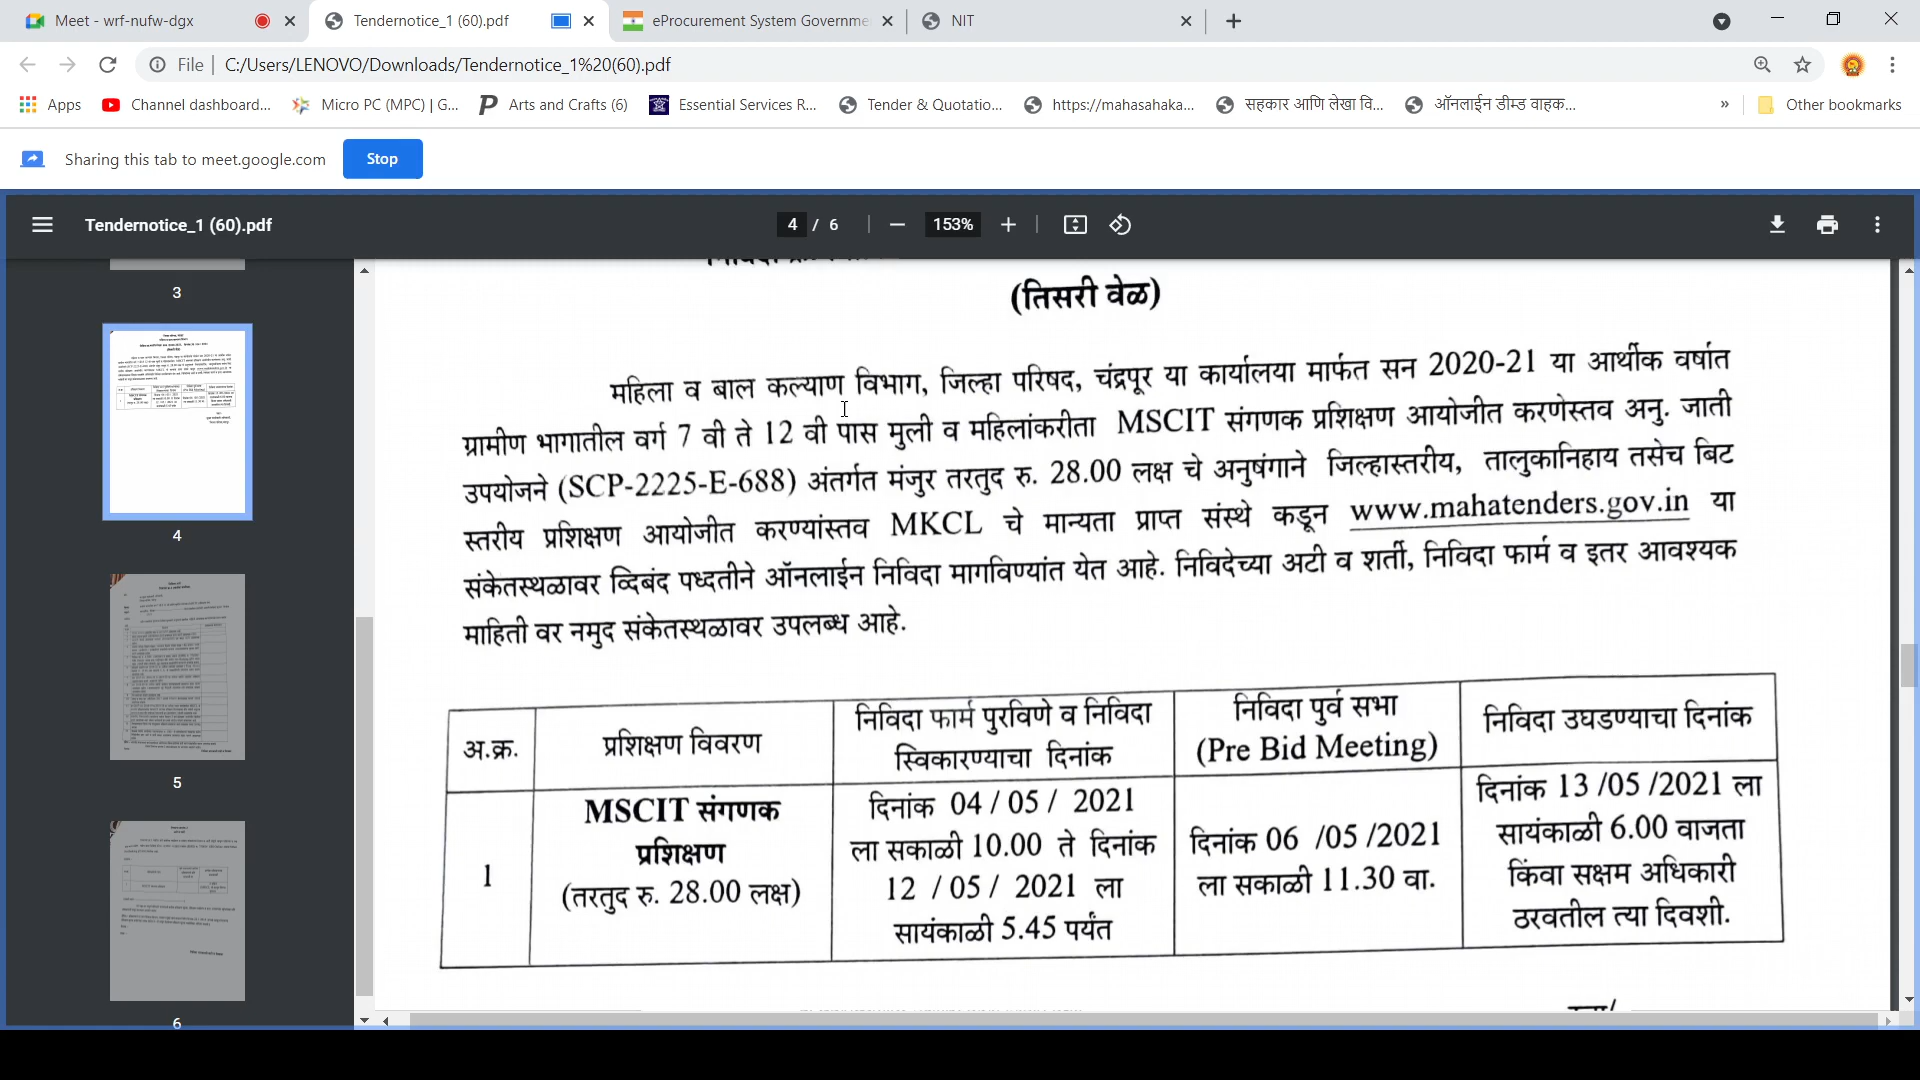 Meet - wrf-nufw-dgx
Tendernotice_1 (60).pdf
eProcurement System Governme
NIT
File
C:/Users/LENOVO/Downloads/Tendernotice_1%20(60).pdf
Apps
Channel dashboard...
Micro PC (MPC) | G...
Arts and Crafts (6)
Essential Services R...
Tender & Quotatio...
https://mahasahaka...
सहकार आणि लेखा वि...
ऑनलाईन डीम्ड वाहक...
»
Other bookmarks
Sharing this tab to meet.google.com
Stop
Tendernotice_1 (60).pdf
4 / 6
153%
3
4
5
6
(तिसरी वेळ)
महिला व बाल कल्याण विभाग, जिल्हा परिषद, चंद्रपूर या कार्यालया मार्फत सन 2020-21 या आर्थीक वर्षात
ग्रामीण भागातील वर्ग 7 वी ते 12 वी पास मुली व महिलांकरीता MSCIT संगणक प्रशिक्षण आयोजीत करणेस्तव अनु. जाती
उपयोजने (SCP-2225-E-688) अंतर्गत मंजुर तरतुद रु. 28.00 लक्ष चे अनुषंगाने जिल्हास्तरीय, तालुकानिहाय तसेच बिट
स्तरीय प्रशिक्षण आयोजीत करण्यांस्तव MKCL चे मान्यता प्राप्त संस्थे कडून www.mahatenders.gov.in या
संकेतस्थळावर व्दिबंद पध्दतीने ऑनलाईन निविदा मागविण्यांत येत आहे. निविदेच्या अटी व शर्ती, निविदा फार्म व इतर आवश्यक
माहिती वर नमुद संकेतस्थळावर उपलब्ध आहे.
अ.क्र.
प्रशिक्षण विवरण
निविदा फार्म पुरविणे व निविदा
स्विकारण्याचा दिनांक
निविदा पुर्व सभा
(Pre Bid Meeting)
निविदा उघडण्याचा दिनांक
1
MSCIT संगणक
प्रशिक्षण
(तरतुद रु. 28.00 लक्ष)
दिनांक 04 / 05 / 2021
ला सकाळी 10.00 ते दिनांक
12 / 05 / 2021 ला
सायंकाळी 5.45 पर्यंत
दिनांक 06 /05 /2021
ला सकाळी 11.30 वा.
दिनांक 13 /05 /2021 ला
सायंकाळी 6.00 वाजता
किंवा सक्षम अधिकारी
ठरवतील त्या दिवशी.